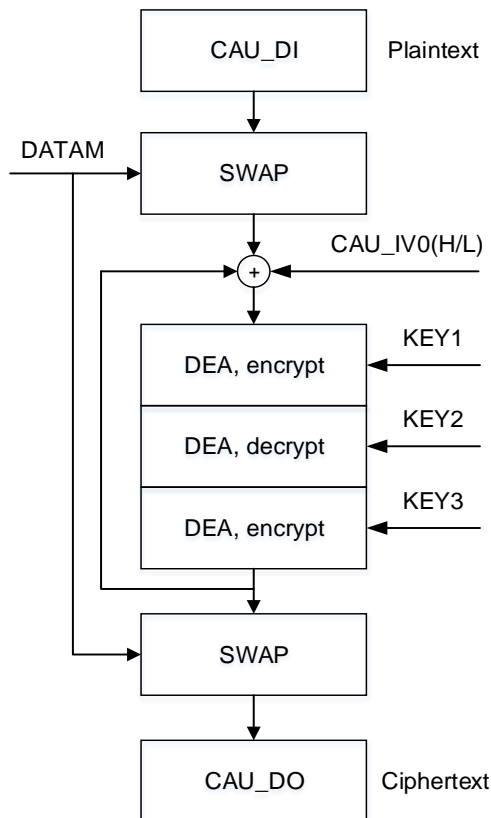 CAU_DI
Plaintext
DATAM
SWAP
CAU_IV0(H/L)
+
KEY1
DEA, encrypt
KEY2
DEA, decrypt
KEY3
DEA, encrypt
SWAP
CAU_DO
Ciphertext